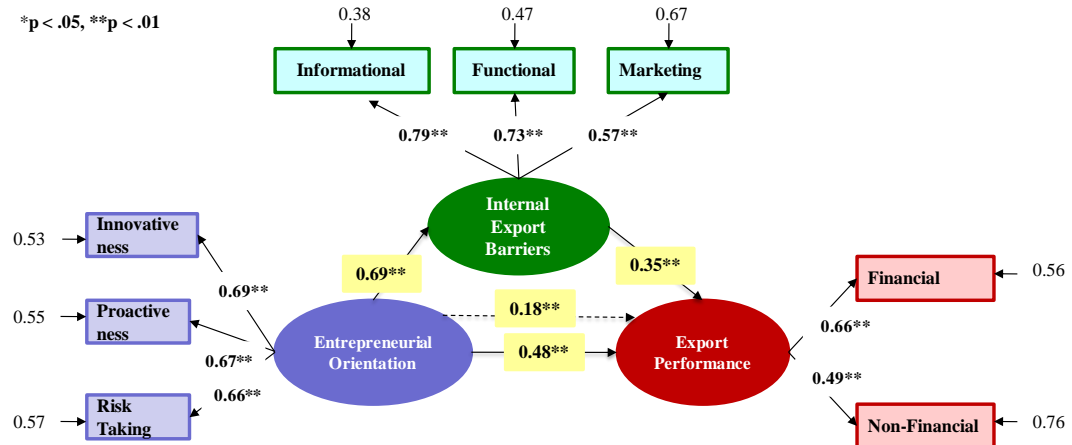 *p < .05, **p < .01
0.38
0.47
0.67
Informational
Functional
Marketing
0.79**
0.73**
0.57**
Internal
Export
Barriers
Innovative
ness
0.53
0.69**
0.35**
Financial
0.56
0.69**
Proactive
ness
0.55
0.18**
0.66**
Entrepreneurial
Orientation
0.48**
Export
Performance
0.67**
0.66**
0.49**
Risk
Taking
0.57
Non-Financial
0.76